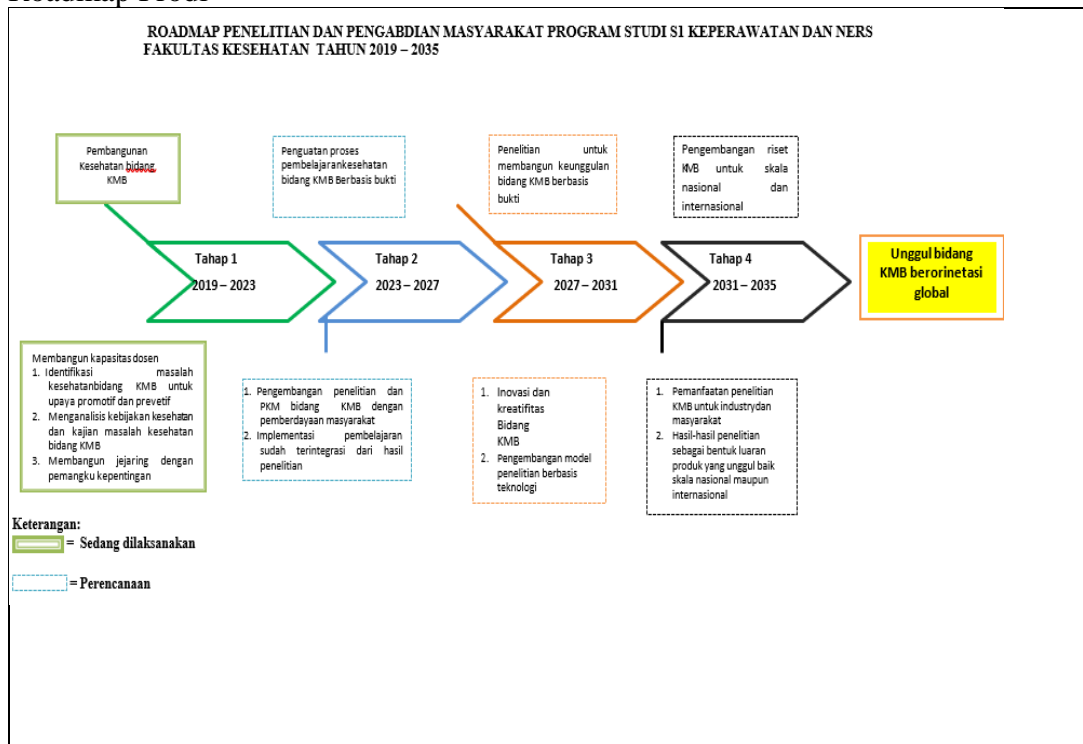 Roadmap Prodi
ROADMAP PENELITIAN DAN PENGABDIAN MASYARAKAT PROGRAM STUDI S1 KEPERAWATAN DAN NERS
FAKULTAS KESEHATAN TAHUN 2019 – 2035
Pembangunan
Kesehatan bidang
KMB
Penguatan proses
pembelajarankesehatan
bidang KMB Berbasis bukti
Penelitian untuk
membangun keunggulan
bidang KMB berbasis
bukti
Pengembangan riset
KMB untuk skala
nasional dan
internasional
Tahap 1
2019 – 2023
Tahap 2
2023 – 2027
Tahap 3
2027 – 2031
Tahap 4
2031 – 2035
Unggul bidang
KMB berorinetasi
global
Membangun kapasitas dosen
1. Identifikasi masalah
kesehatanbidang KMB untuk
upaya promotif dan prevetif
2. Menganalisis kebijakan kesehatan
dan kajian masalah kesehatan
bidang KMB
3. Membangun jejaring dengan
pemangku kepentingan
1. Pengembangan penelitian dan
PKM bidang KMB dengan
pemberdayaan masyarakat
2. Implementasi pembelajaran
sudah terintegrasi dari hasil
penelitian
1. Inovasi dan
kreatifitas
Bidang
KMB
2. Pengembangan model
penelitian berbasis
teknologi
1. Pemanfaatan penelitian
KMB untuk industrydan
masyarakat
2. Hasil-hasil penelitian
sebagai bentuk luaran
produk yang unggul baik
skala nasional maupun
internasional
Keterangan:
= Sedang dilaksanakan
= Perencanaan